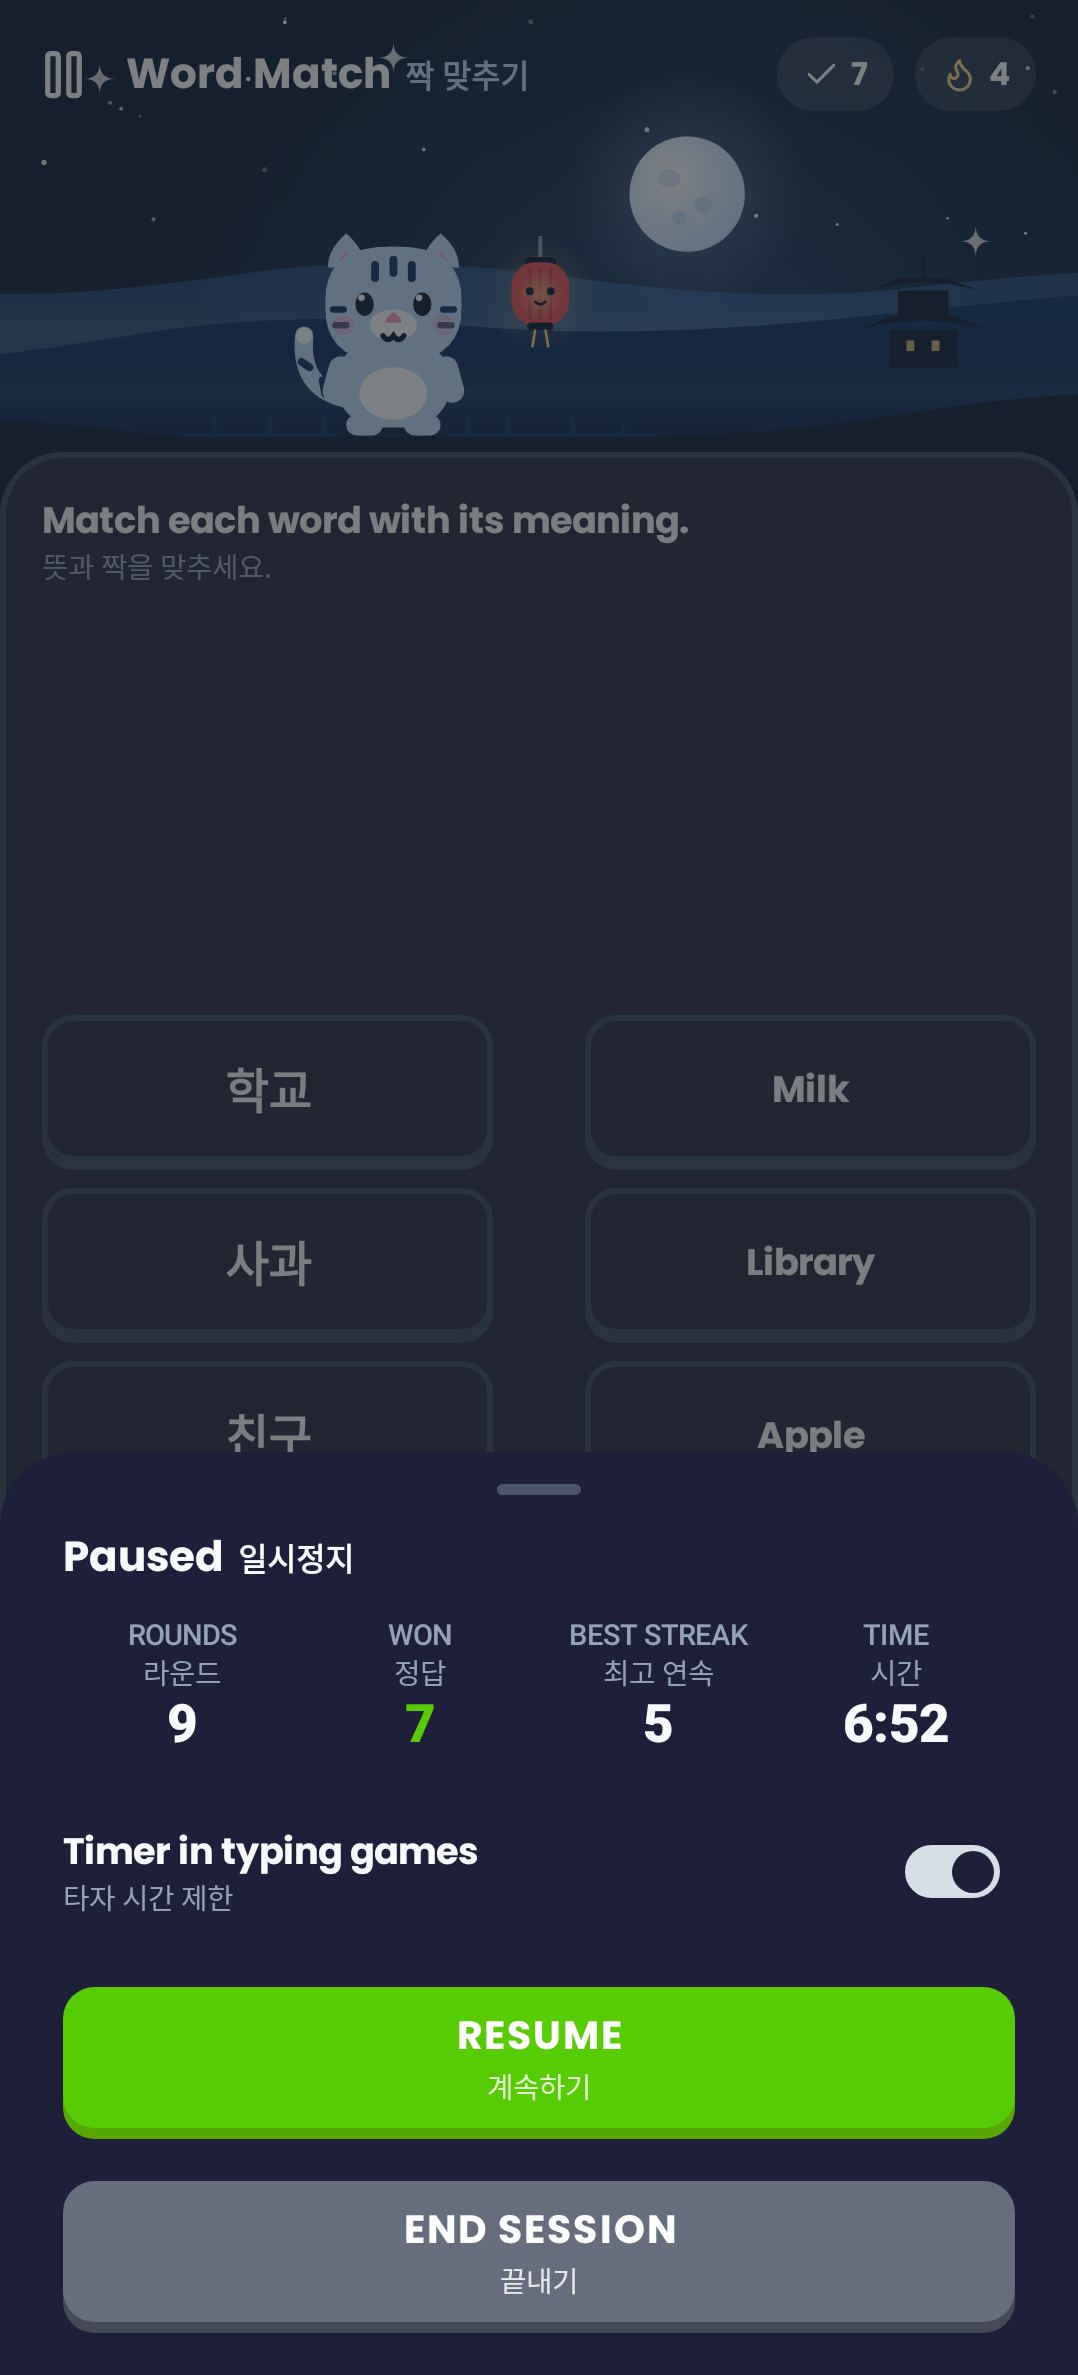 Word Match 짝 맞추기
7
4
Match each word with its meaning.
뜻과 짝을 맞추세요.
학교
Milk
사과
Library
친구
Apple
Paused 일시정지
ROUNDS
라운드
9
WON
정답
7
BEST STREAK
최고 연속
5
TIME
시간
6:52
Timer in typing games
타자 시간 제한
RESUME
계속하기
END SESSION
끝내기